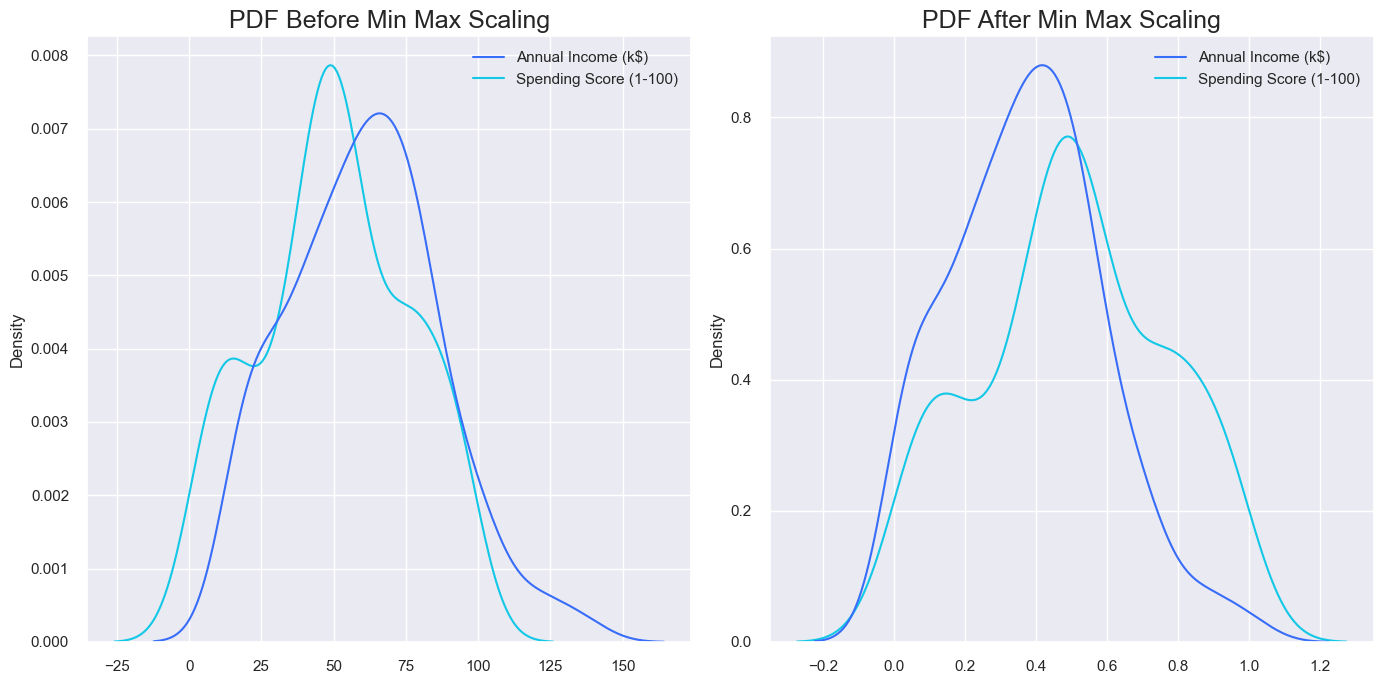 PDF Before Min Max Scaling
Annual Income (k$)
Spending Score (1-100)
Density
0.008
0.007
0.006
0.005
0.004
0.003
0.002
0.001
0.000
−25 0 25 50 75 100 125 150
PDF After Min Max Scaling
Annual Income (k$)
Spending Score (1-100)
Density
0.8
0.6
0.4
0.2
0.0
−0.2 0.0 0.2 0.4 0.6 0.8 1.0 1.2